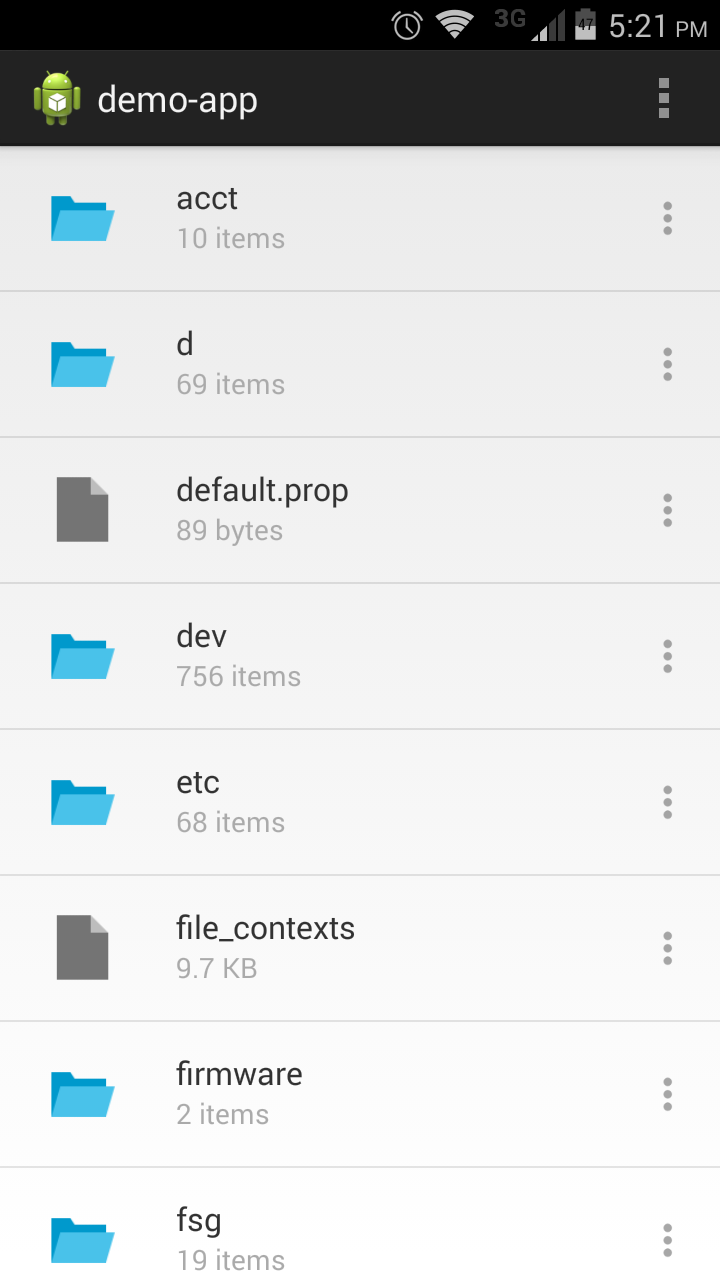 3G 47 5:21 PM
demo-app
acct
10 items
d
69 items
default.prop
89 bytes
dev
756 items
etc
68 items
file_contexts
9.7 KB
firmware
2 items
fsg
19 items